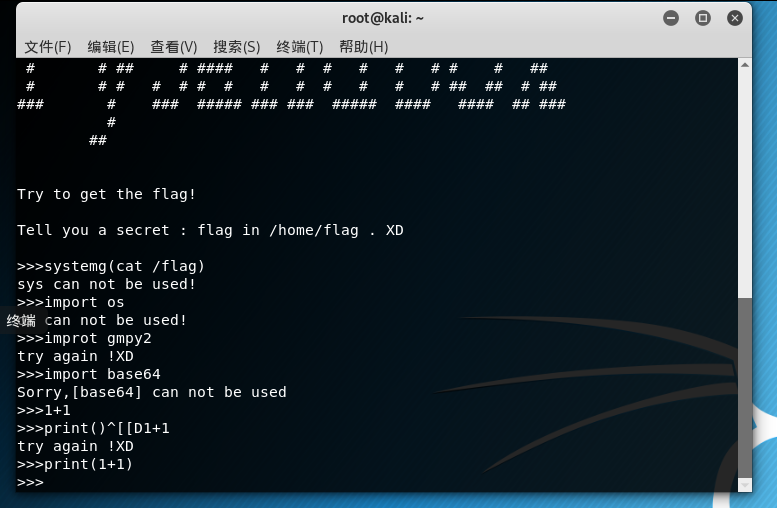 root@kali: ~
文件(F) 编辑(E) 查看(V) 搜索(S) 终端(T) 帮助(H)
#       # ##     # ####   #   #  #   #   #   # #    #   ##
#       # #   #  # #  #   #   #  #   #   #   # ##  ##  # ##
###       #    ###  ##### ### ###  #####  ####   ####  ## ###
#
##
Try to get the flag!
Tell you a secret : flag in /home/flag . XD
>>>systemg(cat /flag)
sys can not be used!
>>>import os
can not be used!
终端
>>>improt gmpy2
try again !XD
>>>import base64
Sorry,[base64] can not be used
>>>1+1
>>>print()^[[D1+1
try again !XD
>>>print(1+1)
>>>